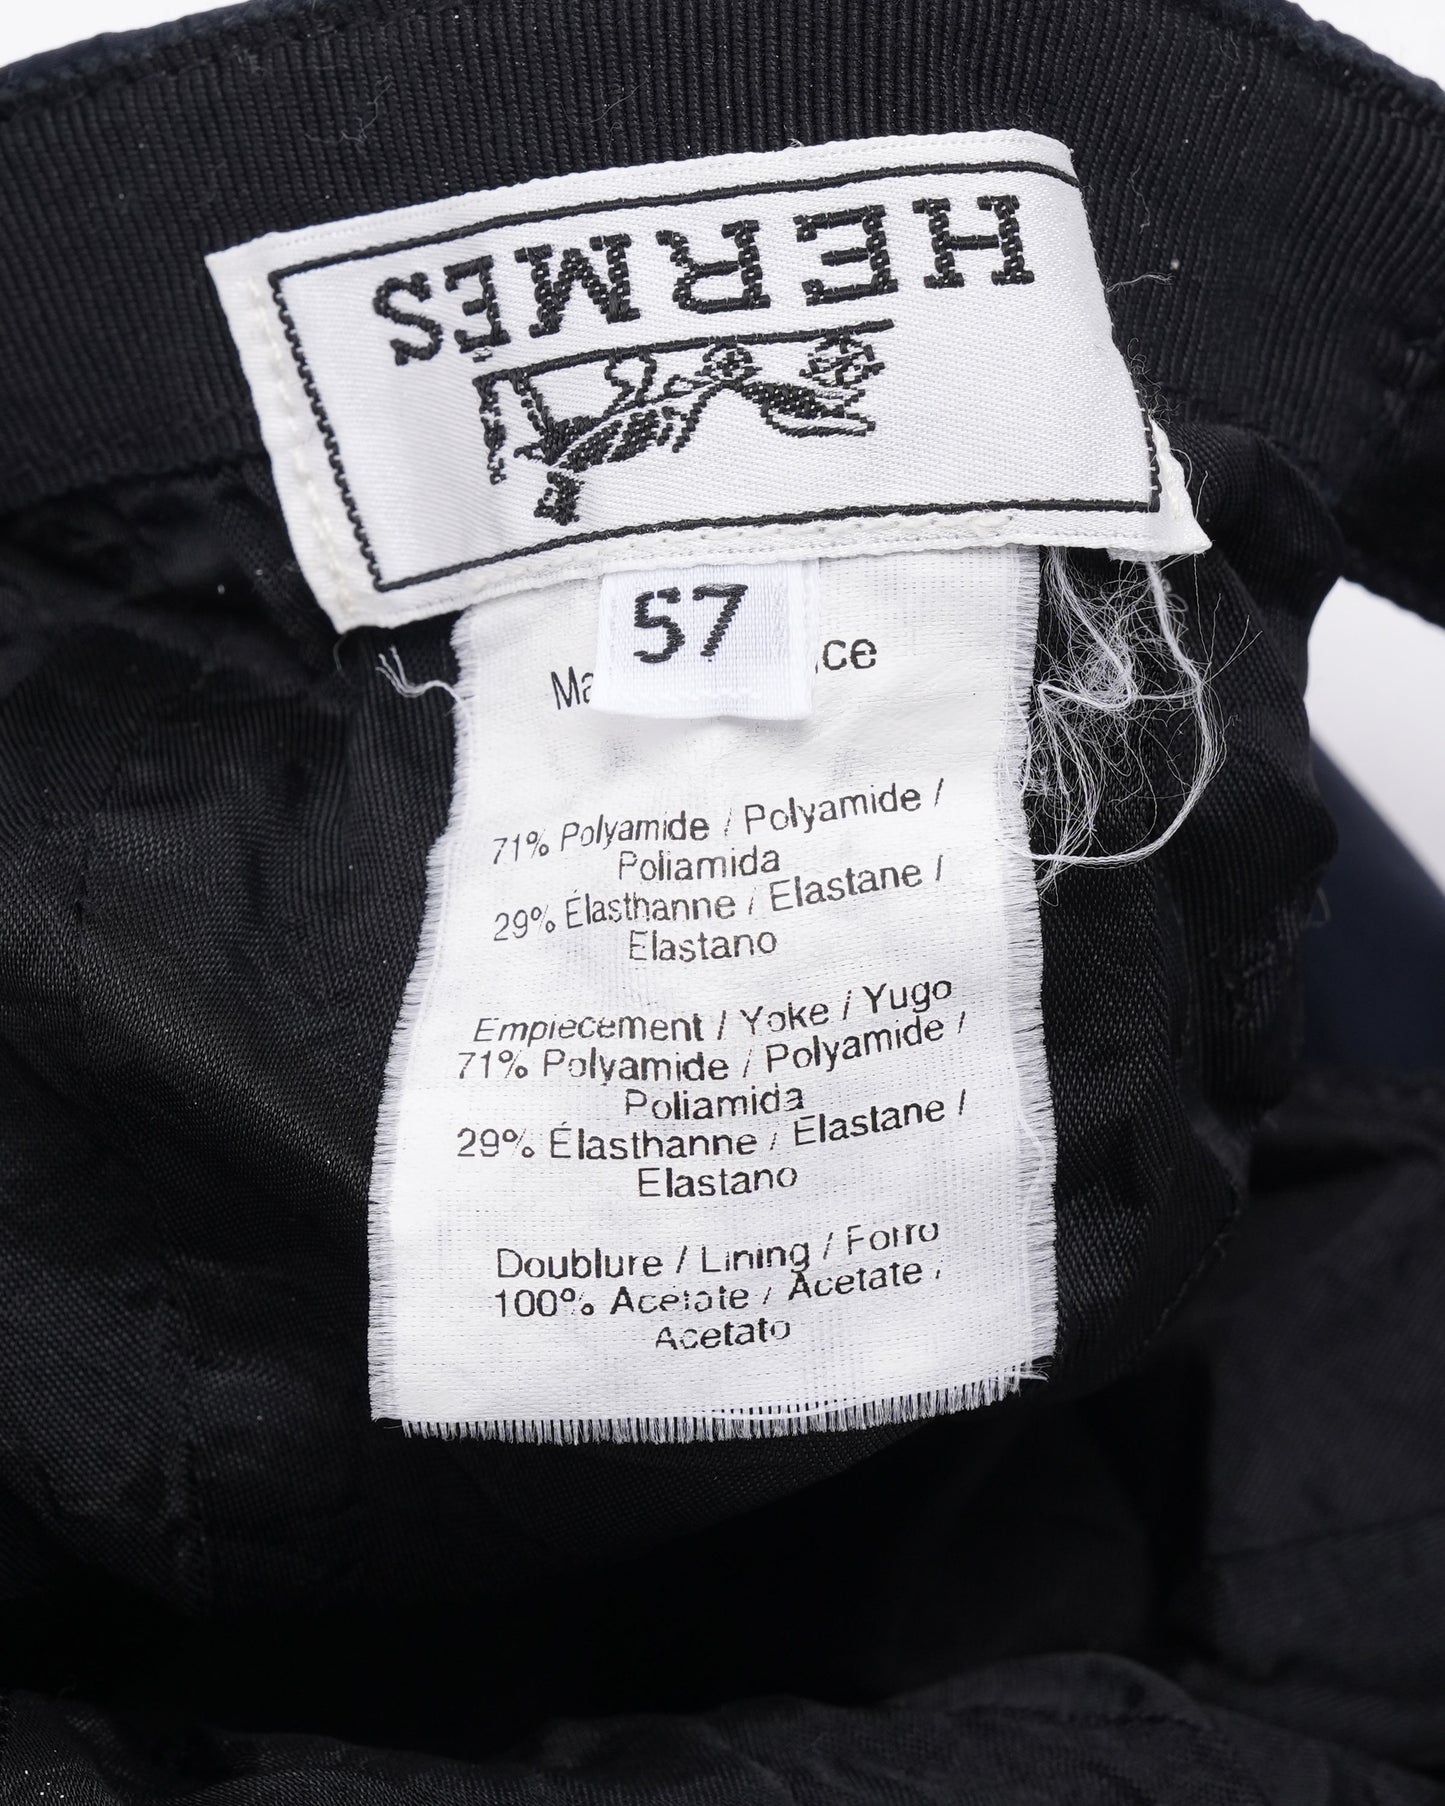 HERMES
57
Ma ce
71% Polyamide / Polyamide /
Poliamida
29% Élasthanne / Elastane /
Elastano
Empiecement / Yoke / Yugo
71% Polyamide / Polyamide /
Poliamida
29% Élasthanne / Elastane /
Elastano
Doublure / Lining / Forro
100% Acétate / Acetate /
Acetato